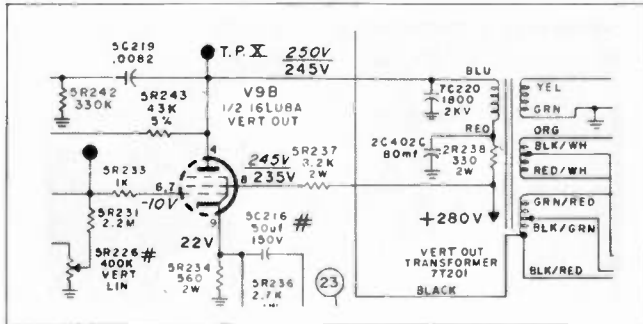 T.P. X
250V
245V
5C219
.0082
V9B
1/2 16LU8A
VERT OUT
5R242
330K
5R243
43K
5%
7C220
1800
2KV
BLU
YEL
GRN
ORG
RED
BLK/WH
RED/WH
2C402C
80mf
2R238
330
2W
5R237
3.2K
2W
245V
235V
4
8
6,7
9
-10V
5R233
1K
5R231
2.2M
5R226 #
400K
VERT
LIN
22V
5C216 #
50uf
150V
5R234
560
2W
5R236
2.7K
23
+280V
VERT OUT
TRANSFORMER
7T201
BLACK
GRN/RED
BLK/GRN
BLK/RED